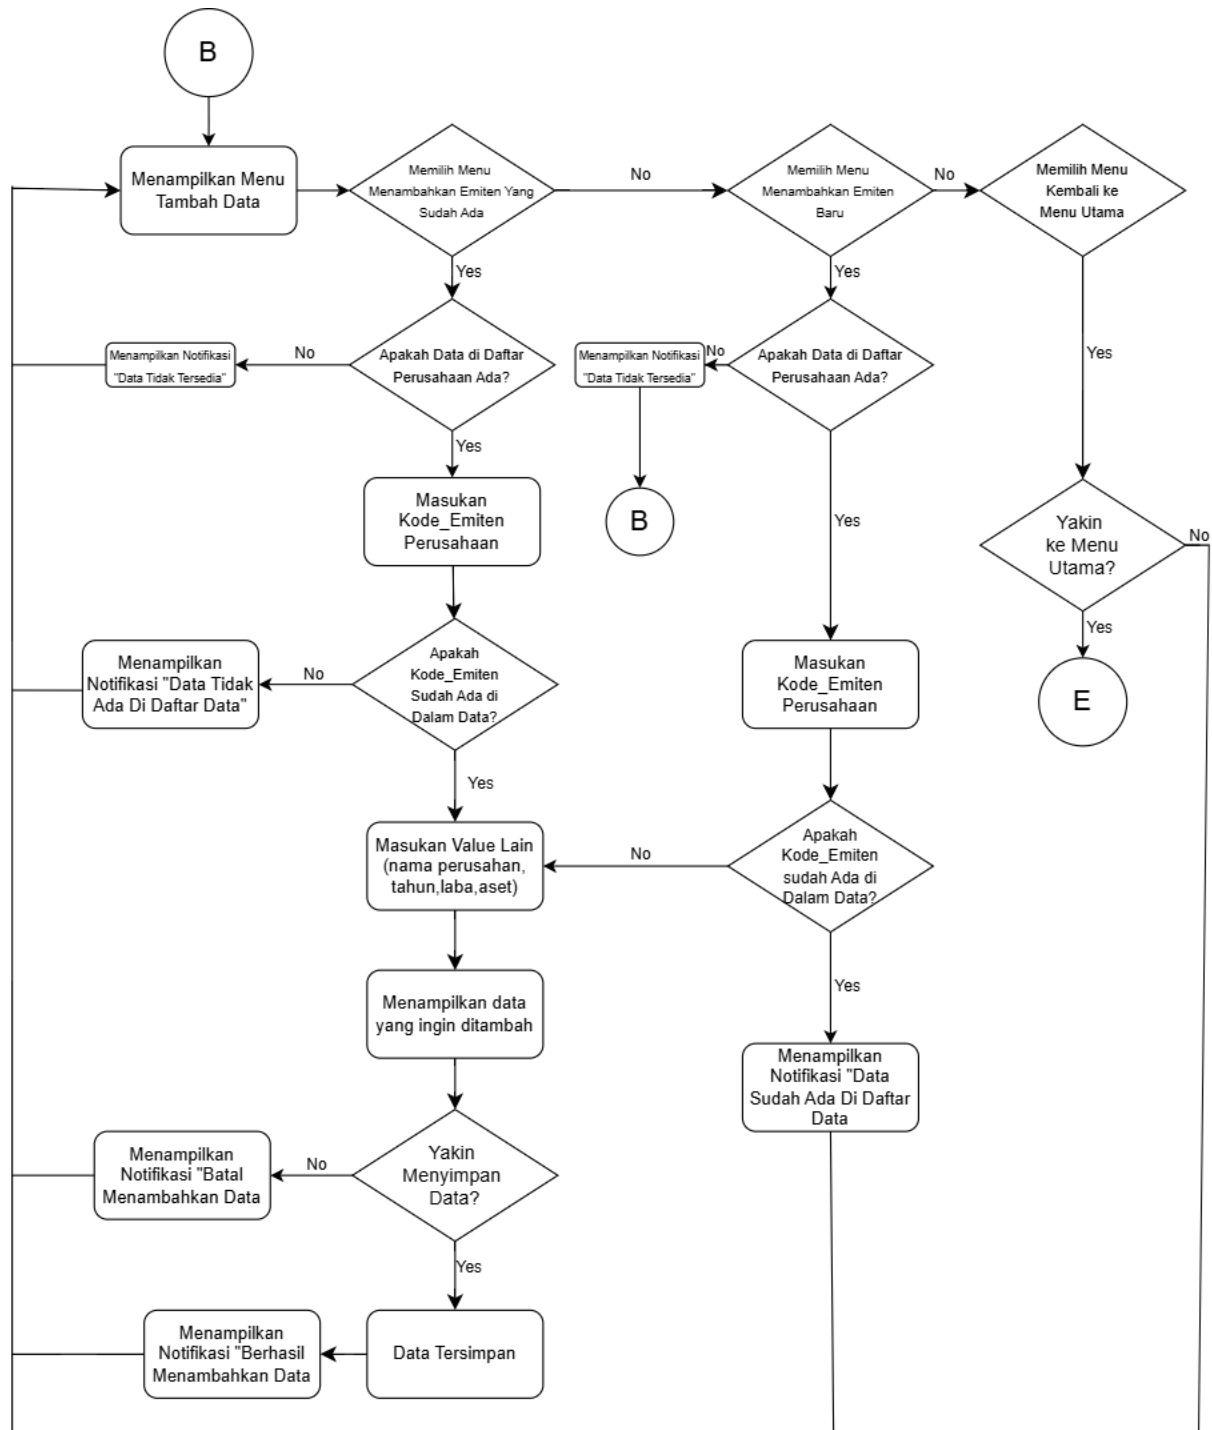 B
Menampilkan Menu
Tambah Data
Memilih Menu
Menambahkan Emiten Yang
Sudah Ada
No
Memilih Menu
Menambahkan Emiten
Baru
No
Memilih Menu
Kembali ke
Menu Utama
Yes
Yes
Yes
Menampilkan Notifikasi
"Data Tidak Tersedia"
No
Apakah Data di Daftar
Perusahaan Ada?
Menampilkan Notifikasi
"Data Tidak Tersedia"
No
Apakah Data di Daftar
Perusahaan Ada?
Yes
Masukan
Kode_Emiten
Perusahaan
B
Yes
Yakin
ke Menu
Utama?
No
Yes
E
Menampilkan
Notifikasi "Data Tidak
Ada Di Daftar Data"
No
Apakah
Kode_Emiten
Sudah Ada di
Dalam Data?
Masukan
Kode_Emiten
Perusahaan
Yes
Masukan Value Lain
(nama perusahan,
tahun,laba,aset)
No
Apakah
Kode_Emiten
sudah Ada di
Dalam Data?
Menampilkan data
yang ingin ditambah
Yes
Menampilkan
Notifikasi "Data
Sudah Ada Di Daftar
Data
Menampilkan
Notifikasi "Batal
Menambahkan Data
No
Yakin
Menyimpan
Data?
Yes
Menampilkan
Notifikasi "Berhasil
Menambahkan Data
Data Tersimpan